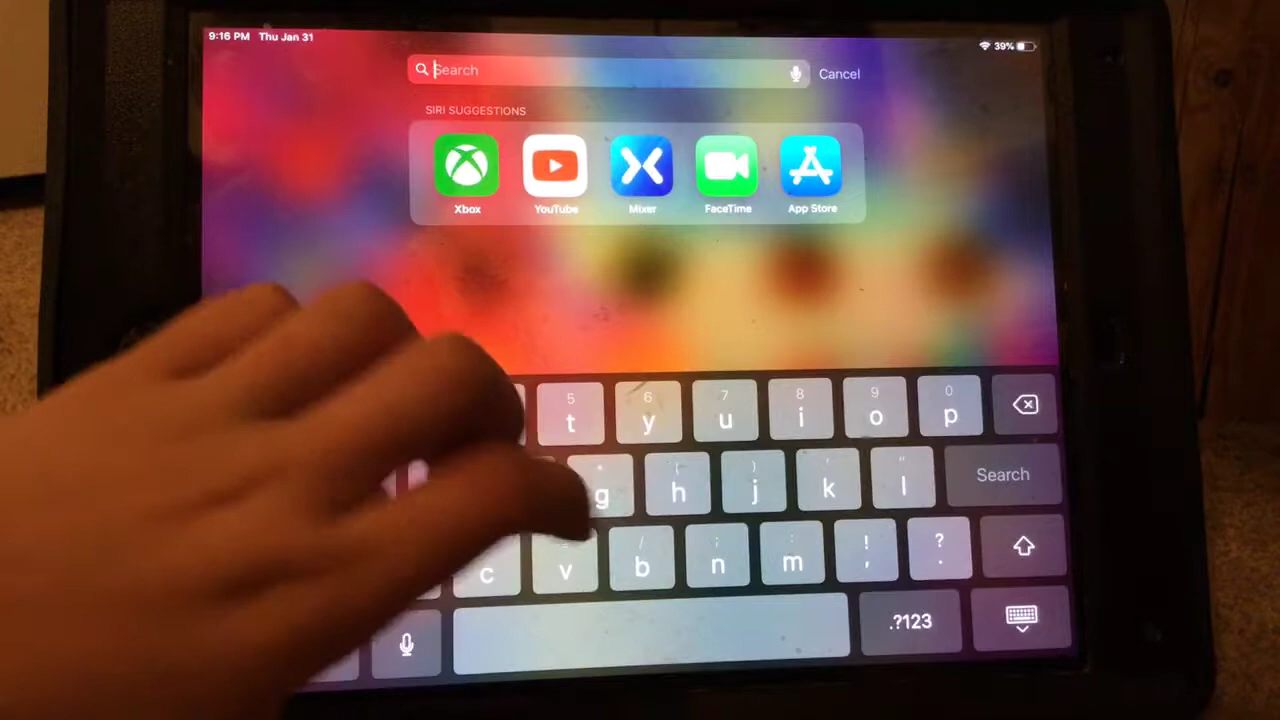 9:16 PM Thu Jan 31
39%
Search
Cancel
SIRI SUGGESTIONS
Xbox
YouTube
Mixer
FaceTime
App Store
5 6 7 8 9 0
t y u i o p
* ( ) ' "
g h j k l Search
/ ; : ! ?
c v b n m , .
.?123